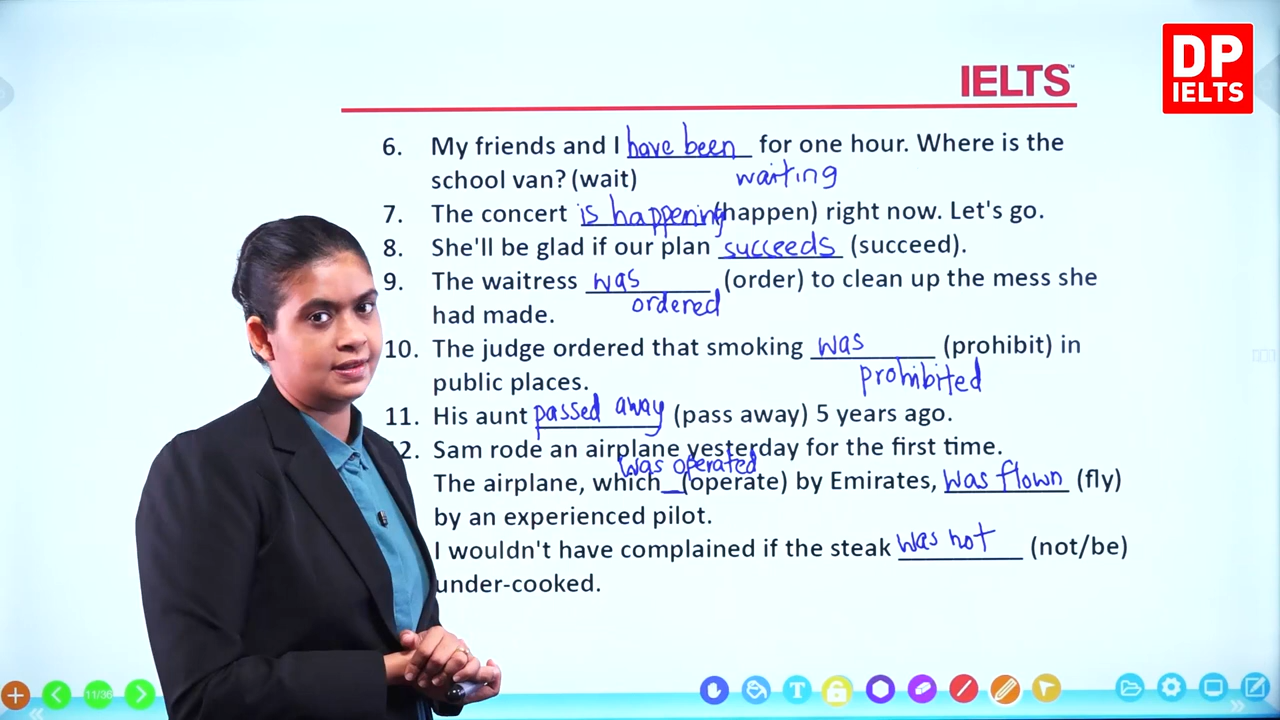 DP
IELTS
IELTS™
6. My friends and I have been for one hour. Where is the
school van? (wait) waiting
7. The concert is happening (happen) right now. Let's go.
8. She'll be glad if our plan succeeds (succeed).
9. The waitress was (order) to clean up the mess she
ordered
had made.
10. The judge ordered that smoking was (prohibit) in
public places. prohibited
11. His aunt passed away (pass away) 5 years ago.
2. Sam rode an airplane yesterday for the first time.
was operated
The airplane, which _ (operate) by Emirates, was flown (fly)
by an experienced pilot.
I wouldn't have complained if the steak was not (not/be)
under-cooked.
11/36